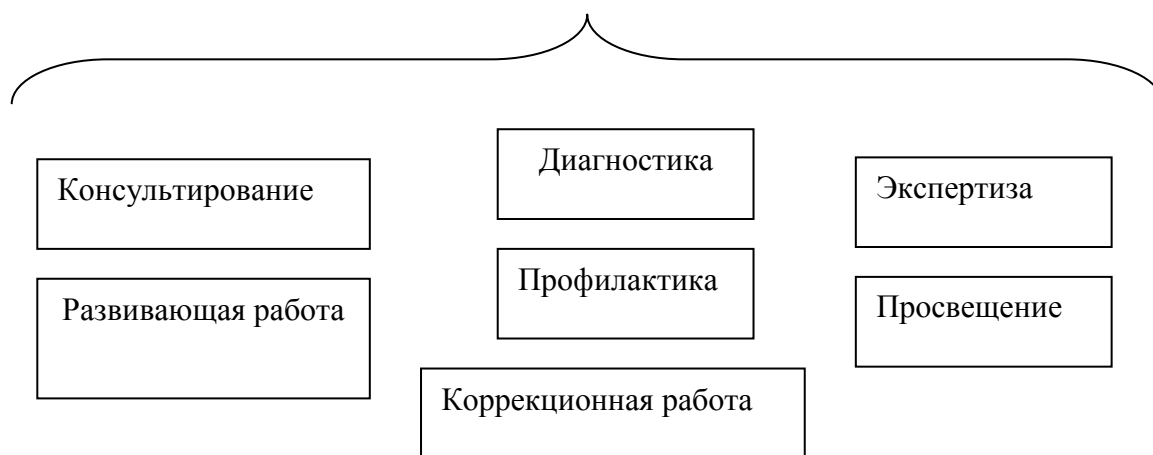 Диагностика
Консультирование
Экспертиза
Профилактика
Развивающая работа
Просвещение
Коррекционная работа